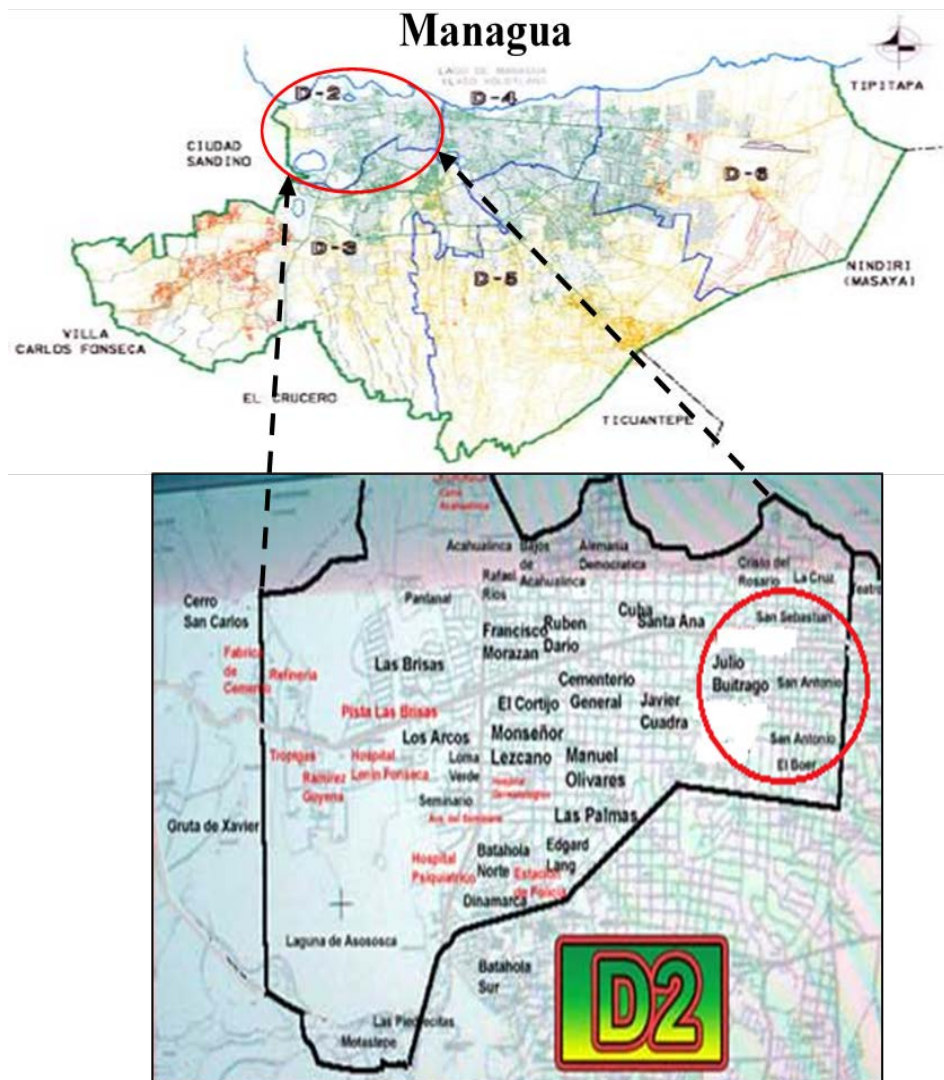 Managua
LAGO DE MANAGUA
D-2
D-4
TIPITAPA
CIUDAD
SANDINO
D-6
D-3
D-5
NINDIRI
(MASAYA)
VILLA
CARLOS FONSECA
EL CRUCERO
TICUANTEPE
Acahualinca
Acahualinca
Bajos
de
Acahualinca
Alemania
Democratica
Cristo del
Rosario
La Cruz
Teatro
Rafael
Rios
Pantanal
Cerro
San Carlos
Cuba
Santa Ana
San Sebastian
Francisco
Morazan
Ruben
Dario
Fabrica
de
Cemento
Refineria
Las Brisas
Julio
Buitrago
San Antonio
Cementerio
General
Pista Las Brisas
El Cortijo
Javier
Cuadra
Los Arcos
Monseñor
Lezcano
San Antonio
Tropigas
Hospital
Lenin Fonseca
Loma
Verde
Manuel
Olivares
El Boer
Ramirez
Goyena
Hospital
Dermatologico
Seminario
Las Palmas
Gruta de Xavier
Hospital
Psiquiatrico
Batahola
Norte
Edgard
Lang
Estacion
de Policia
Dinamarca
Laguna de Asososca
Batahola
Sur
D2
Las Piedrecitas
Motastepe